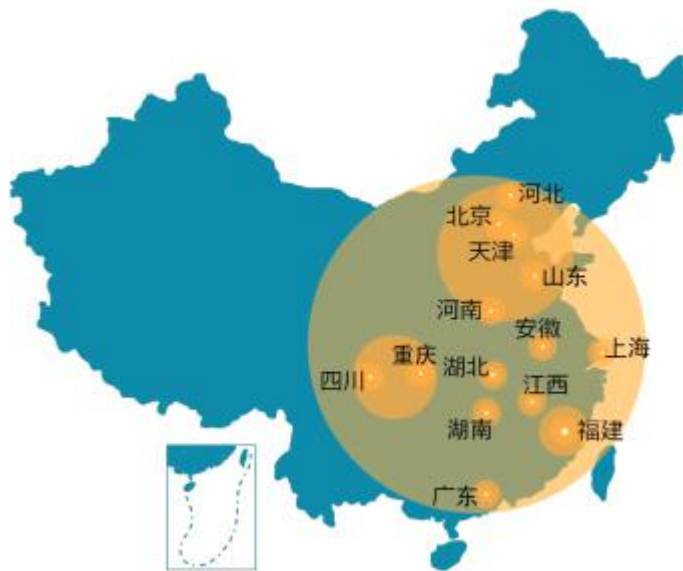 河北
北京
天津
山东
河南
安徽
上海
重庆
湖北
四川
江西
湖南
福建
广东